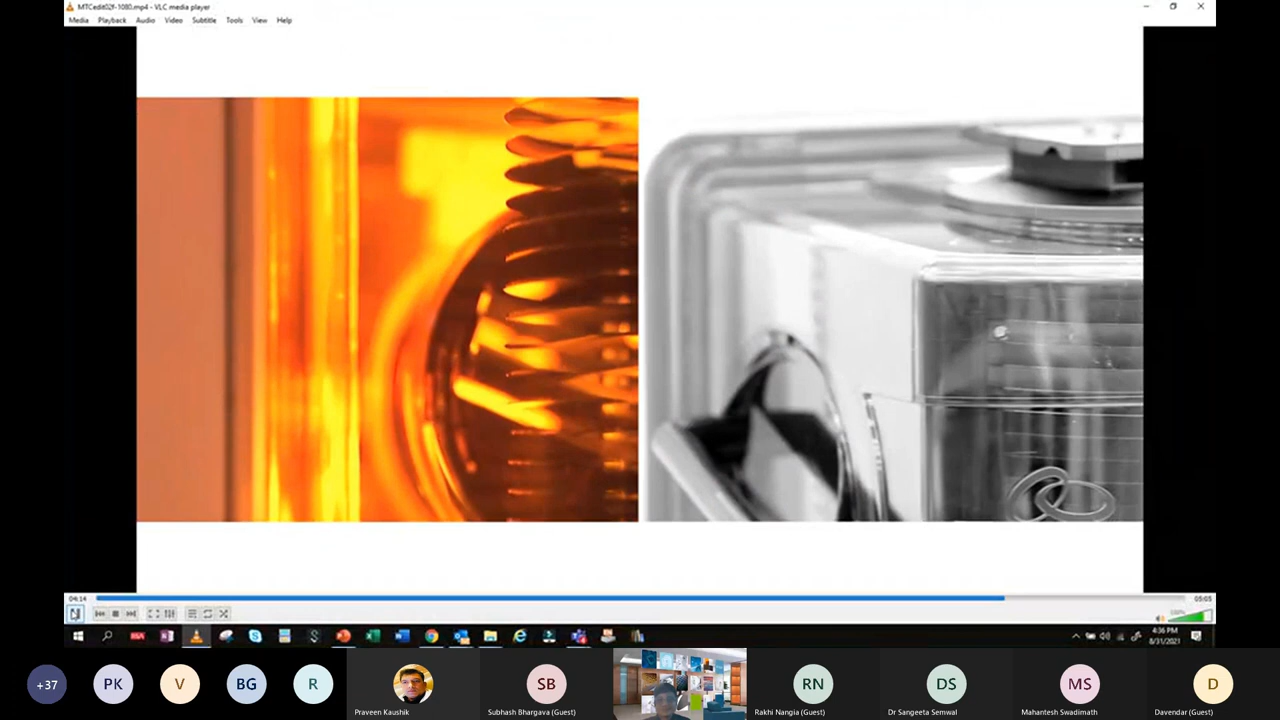 MTCedit02f-1080.mp4 - VLC media player
Media Playback Audio Video Subtitle Tools View Help
04:14
05:05
100%
4:36 PM
8/31/2021
+37
PK
V
BG
R
SB
RN
DS
MS
D
Praveen Kaushik
Subhash Bhargava (Guest)
Rakhi Nangia (Guest)
Dr Sangeeta Semwal
Mahantesh Swadimath
Davendar (Guest)